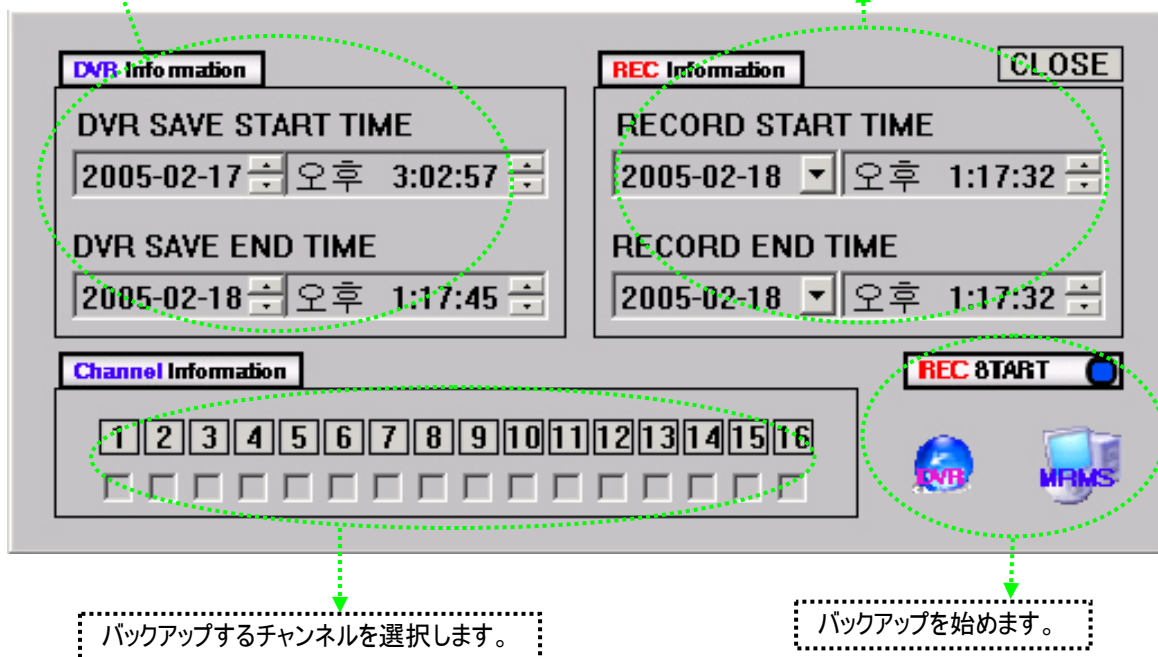 DVR Information
REC Information
CLOSE
DVR SAVE START TIME
RECORD START TIME
2005-02-17 오후 3:02:57
2005-02-18 오후 1:17:32
DVR SAVE END TIME
RECORD END TIME
2005-02-18 오후 1:17:45
2005-02-18 오후 1:17:32
Channel Information
REC START
1 2 3 4 5 6 7 8 9 10 11 12 13 14 15 16
DVR
MRMS
バックアップするチャンネルを選択します。
バックアップを始めます。